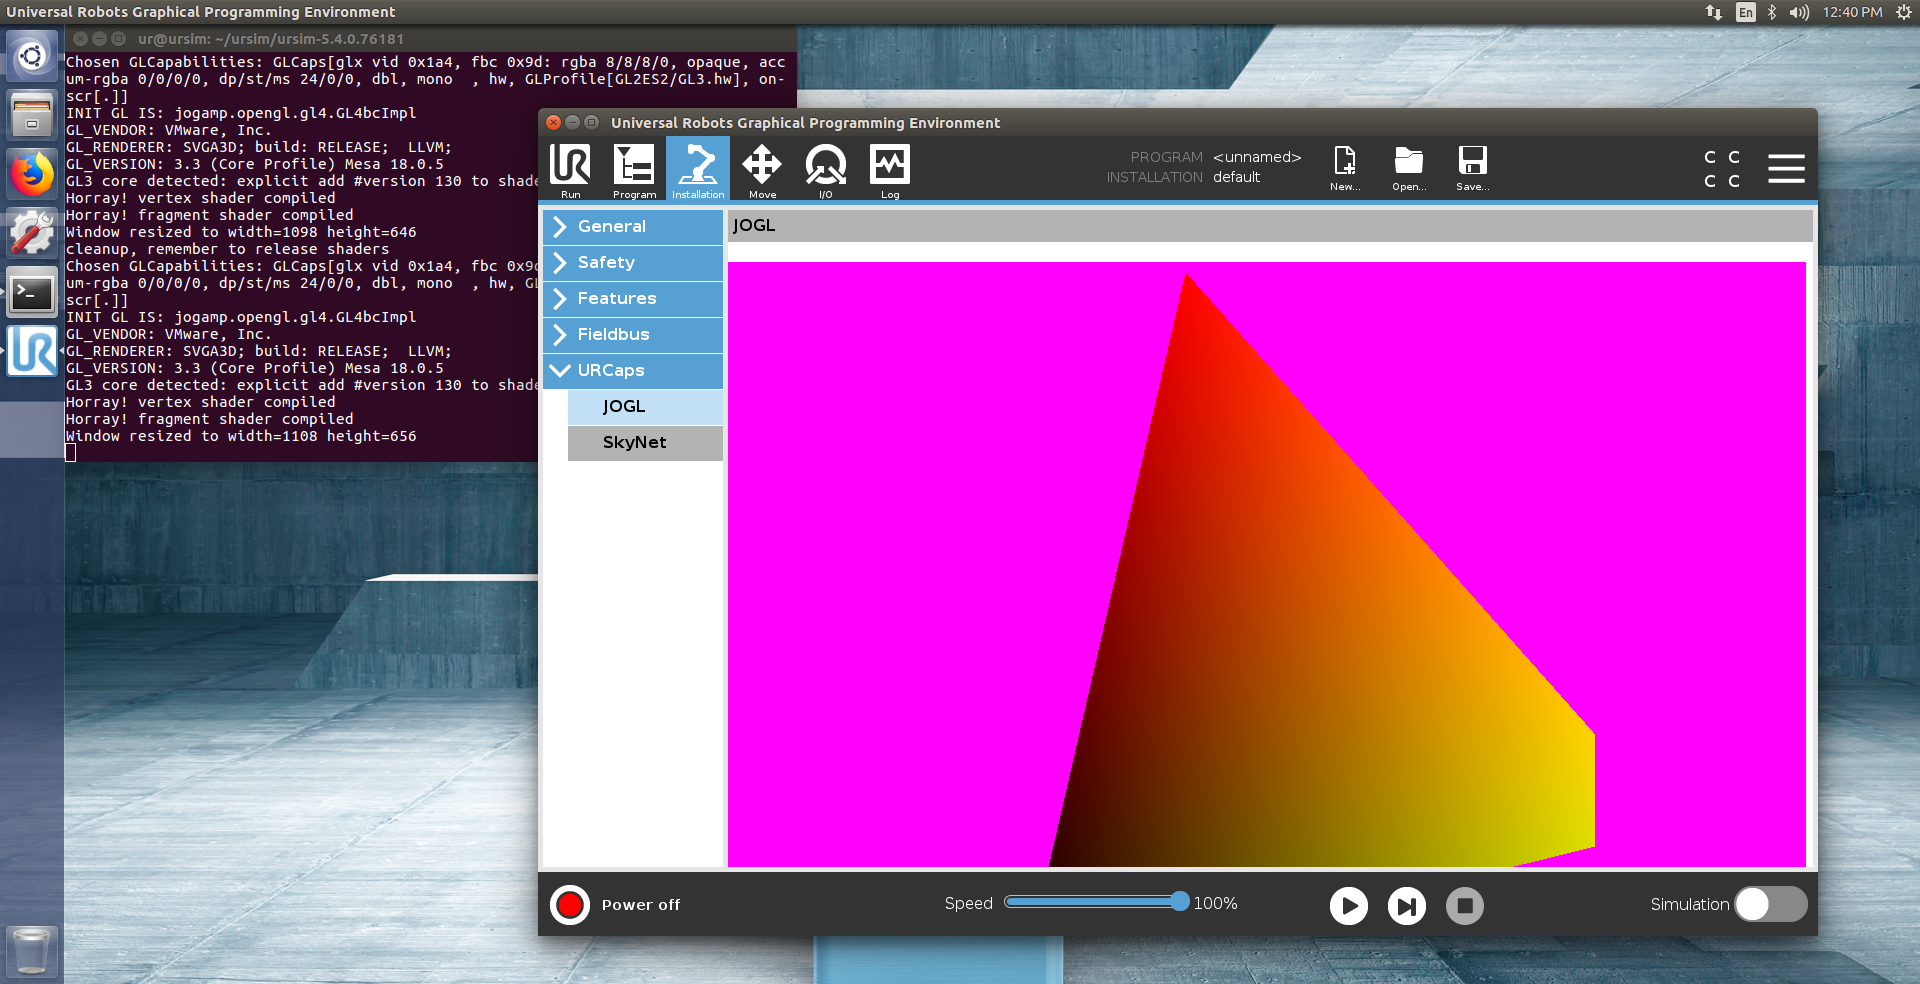 Universal Robots Graphical Programming Environment
En
12:40 PM
ur@ursim: ~/ursim/ursim-5.4.0.76181
Chosen GLCapabilities: GLCaps[glx vid 0x1a4, fbc 0x9d: rgba 8/8/8/0, opaque, acc
um-rgba 0/0/0/0, dp/st/ms 24/0/0, dbl, mono  , hw, GLProfile[GL2ES2/GL3.hw], on-
scr[.]]
INIT GL IS: jogamp.opengl.gl4.GL4bcImpl
GL_VENDOR: VMware, Inc.
GL_RENDERER: SVGA3D; build: RELEASE;  LLVM;
GL_VERSION: 3.3 (Core Profile) Mesa 18.0.5
GL3 core detected: explicit add #version 130 to shade
Horray! vertex shader compiled
Horray! fragment shader compiled
Window resized to width=1098 height=646
cleanup, remember to release shaders
Chosen GLCapabilities: GLCaps[glx vid 0x1a4, fbc 0x9d
um-rgba 0/0/0/0, dp/st/ms 24/0/0, dbl, mono  , hw, GL
scr[.]]
INIT GL IS: jogamp.opengl.gl4.GL4bcImpl
GL_VENDOR: VMware, Inc.
GL_RENDERER: SVGA3D; build: RELEASE;  LLVM;
GL_VERSION: 3.3 (Core Profile) Mesa 18.0.5
GL3 core detected: explicit add #version 130 to shade
Horray! vertex shader compiled
Horray! fragment shader compiled
Window resized to width=1108 height=656
UR
Universal Robots Graphical Programming Environment
UR
Run
Program
Installation
Move
I/O
Log
PROGRAM <unnamed>
INSTALLATION default
New...
Open...
Save...
C C
C C
General
Safety
Features
Fieldbus
URCaps
JOGL
SkyNet
JOGL
Power off
Speed
100%
Simulation